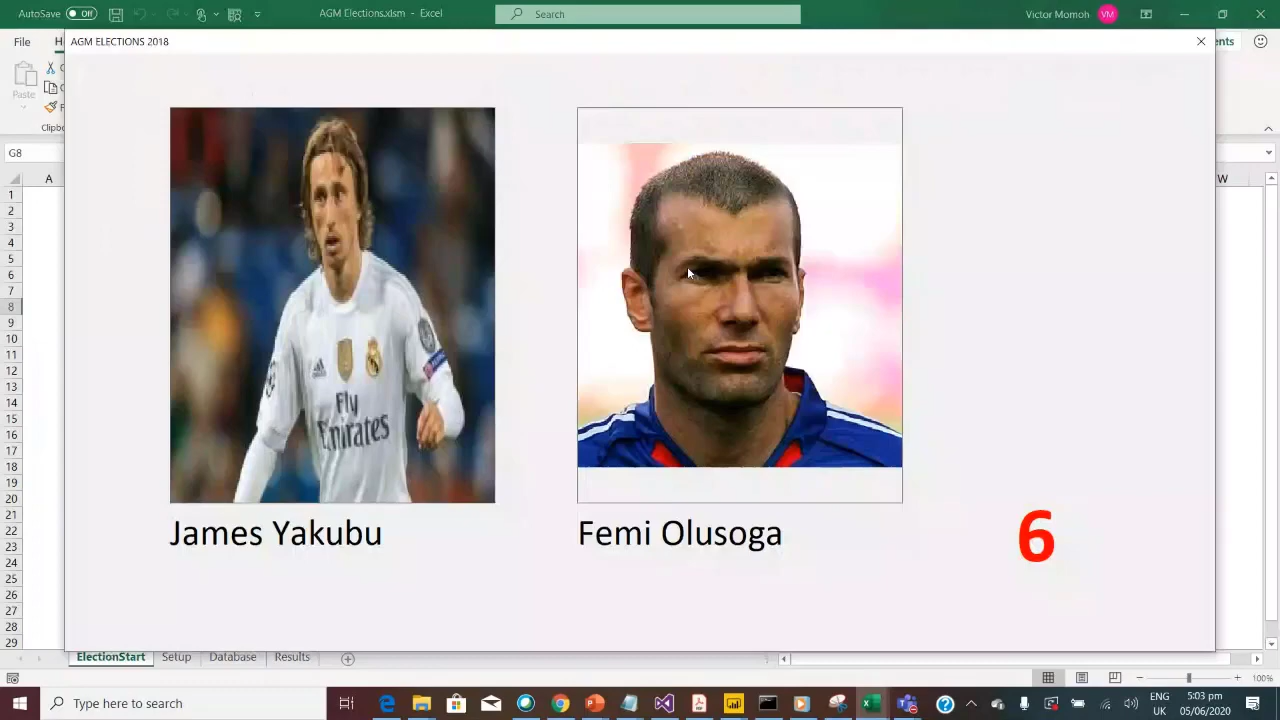 AutoSave Off AGM Elections.xlsm - Excel Search Victor Momoh VM
AGM ELECTIONS 2018
File
Paste
Clipb
G8
A W
1
2
3
4
5
6
7
8
9
10
11
12
13
14
15
16
17
18
19
20
21
22
23
24
25
26
27
28
29
adidas
Fly
Emirates
James Yakubu
Femi Olusoga
6
ElectionStart Setup Database Results
100%
Type here to search
ENG
UK
5:03 pm
05/06/2020